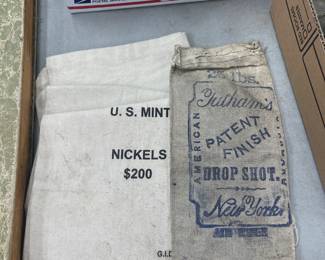 U.S. MINT
NICKELS
$200
G.I.
25 lbs.
Tatham's
AMERICAN
PATENT
FINISH
DROP SHOT.
New York